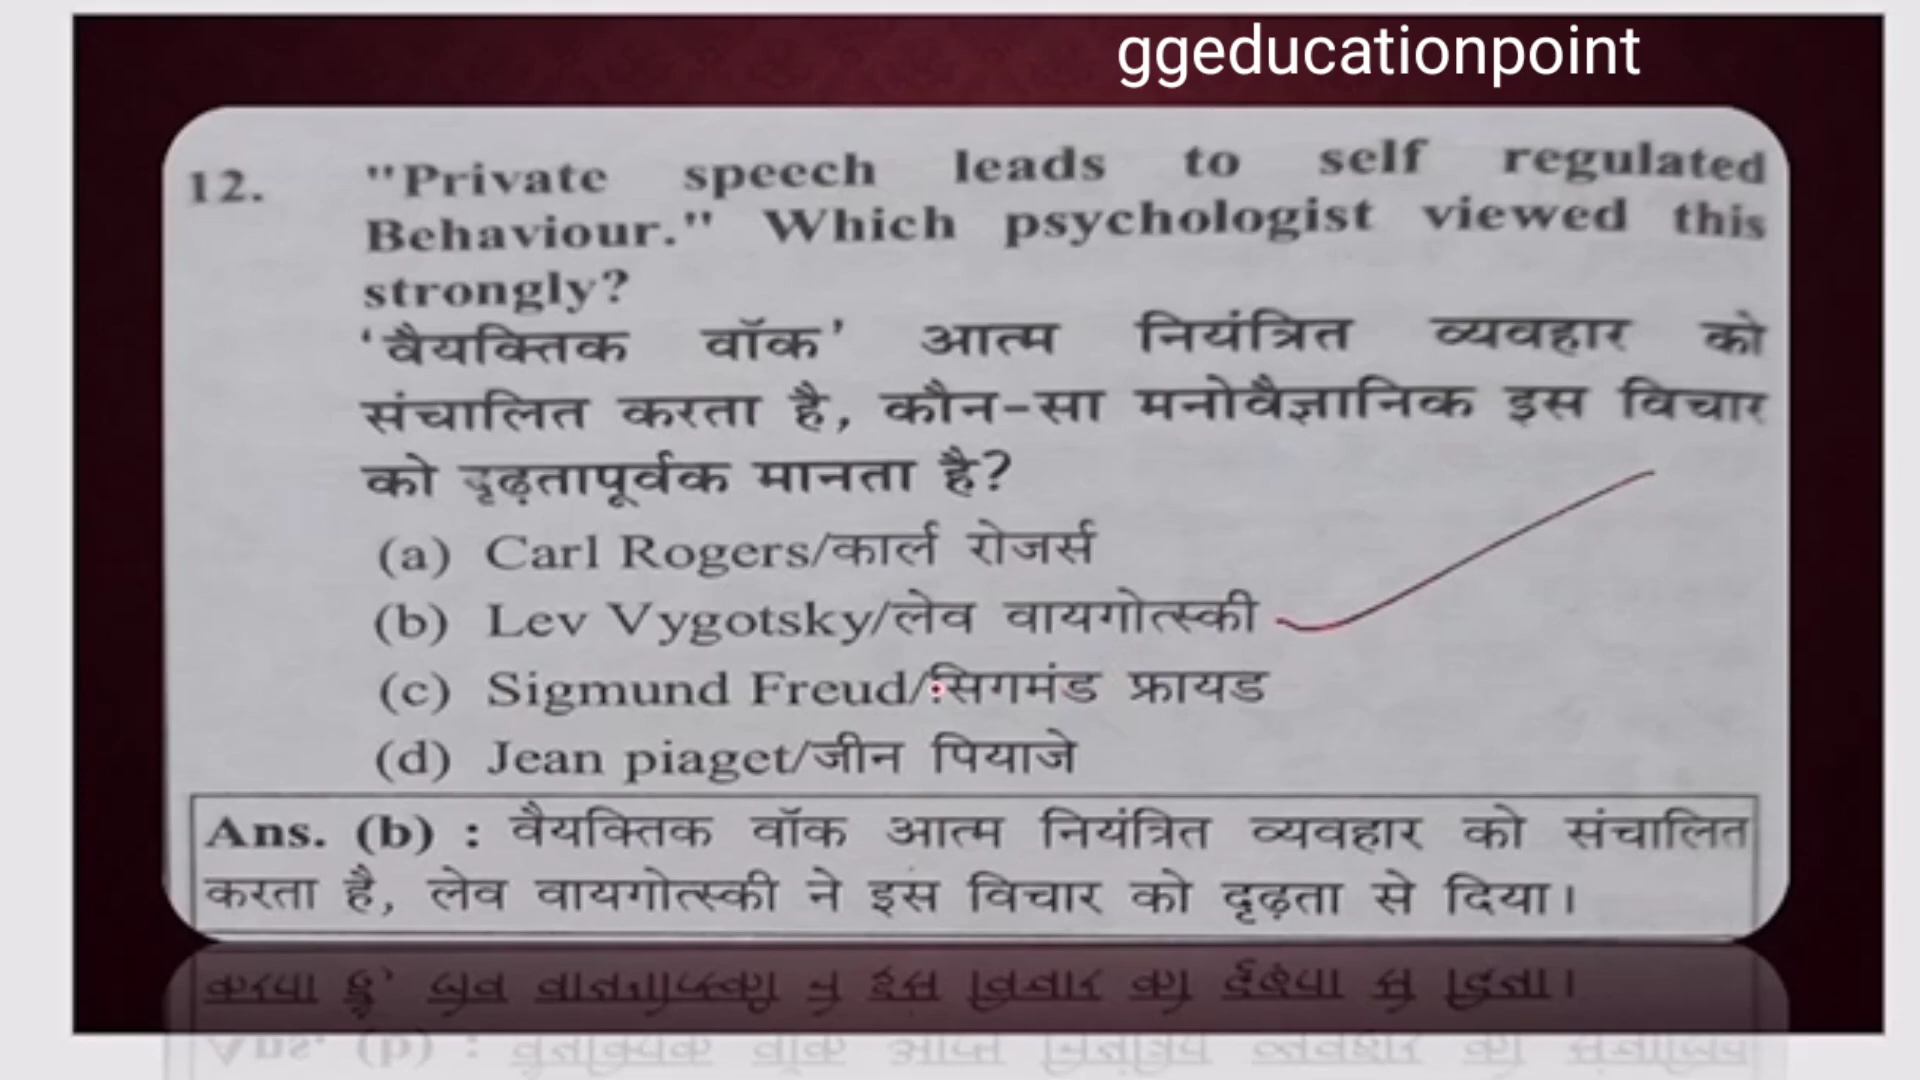 ggeducationpoint
12. "Private speech leads to self regulated
Behaviour." Which psychologist viewed this
strongly?
'वैयक्तिक वॉक' आत्म नियंत्रित व्यवहार को
संचालित करता है, कौन-सा मनोवैज्ञानिक इस विचार
को दृढ़तापूर्वक मानता है?
(a) Carl Rogers/कार्ल रोजर्स
(b) Lev Vygotsky/लेव वायगोत्स्की
(c) Sigmund Freud/सिगमंड फ्रायड
(d) Jean piaget/जीन पियाजे
Ans. (b) : वैयक्तिक वॉक आत्म नियंत्रित व्यवहार को संचालित
करता है, लेव वायगोत्स्की ने इस विचार को दृढ़ता से दिया।